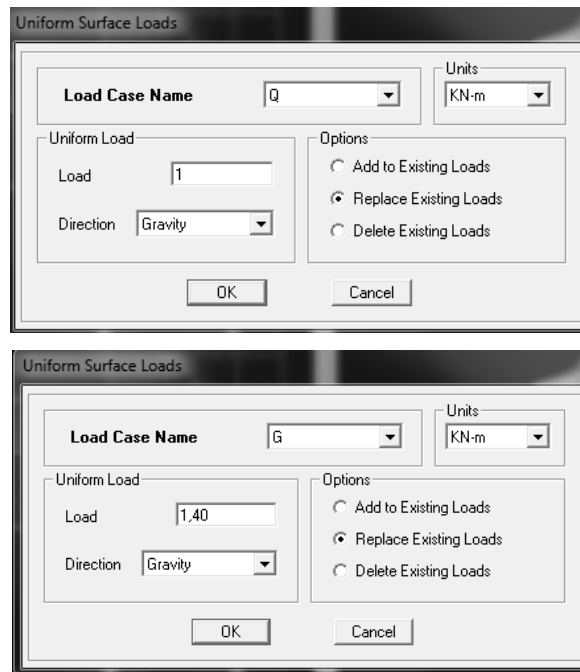 Uniform Surface Loads
Units
Load Case Name Q KN-m
Uniform Load Options
Load 1 Add to Existing Loads
Replace Existing Loads
Direction Gravity
Delete Existing Loads
OK Cancel
Uniform Surface Loads
Units
Load Case Name G KN-m
Uniform Load Options
Load 1,40 Add to Existing Loads
Replace Existing Loads
Direction Gravity Delete Existing Loads
OK Cancel